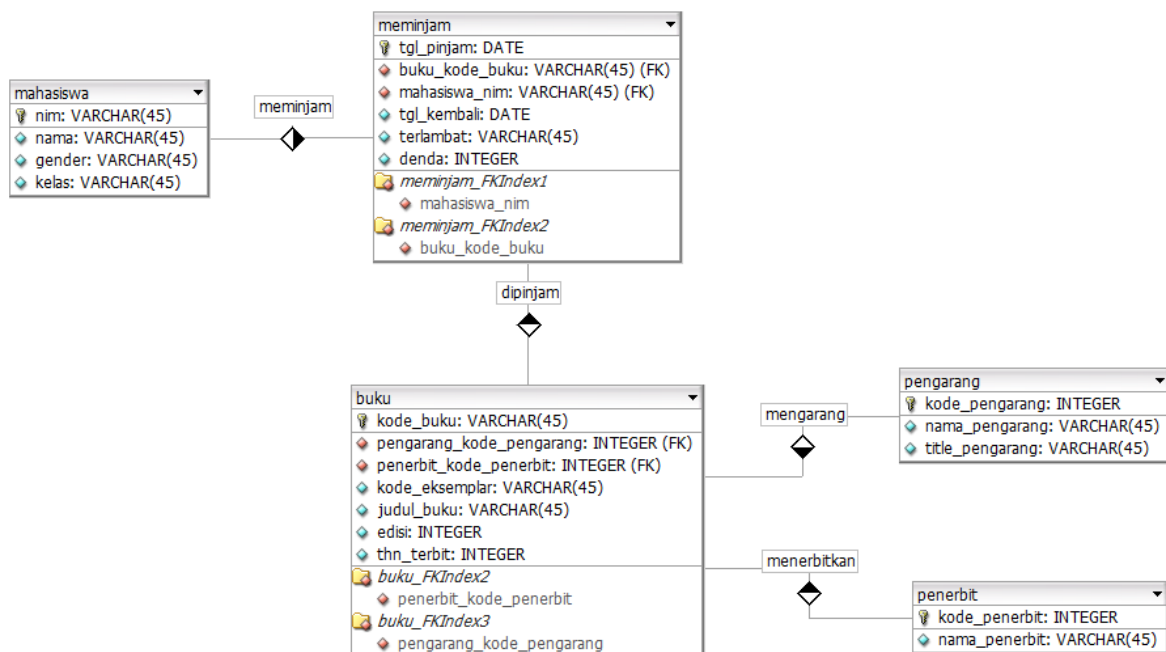 meminjam
tgl_pinjam: DATE
buku_kode_buku: VARCHAR(45) (FK)
mahasiswa_nim: VARCHAR(45) (FK)
tgl_kembali: DATE
terlambat: VARCHAR(45)
denda: INTEGER
meminjam_FKIndex1
mahasiswa_nim
meminjam_FKIndex2
buku_kode_buku
mahasiswa
nim: VARCHAR(45)
nama: VARCHAR(45)
gender: VARCHAR(45)
kelas: VARCHAR(45)
meminjam
dipinjam
buku
kode_buku: VARCHAR(45)
pengarang_kode_pengarang: INTEGER (FK)
penerbit_kode_penerbit: INTEGER (FK)
kode_eksemplar: VARCHAR(45)
judul_buku: VARCHAR(45)
edisi: INTEGER
thn_terbit: INTEGER
buku_FKIndex2
penerbit_kode_penerbit
buku_FKIndex3
pengarang_kode_pengarang
mengarang
pengarang
kode_pengarang: INTEGER
nama_pengarang: VARCHAR(45)
title_pengarang: VARCHAR(45)
menerbitkan
penerbit
kode_penerbit: INTEGER
nama_penerbit: VARCHAR(45)